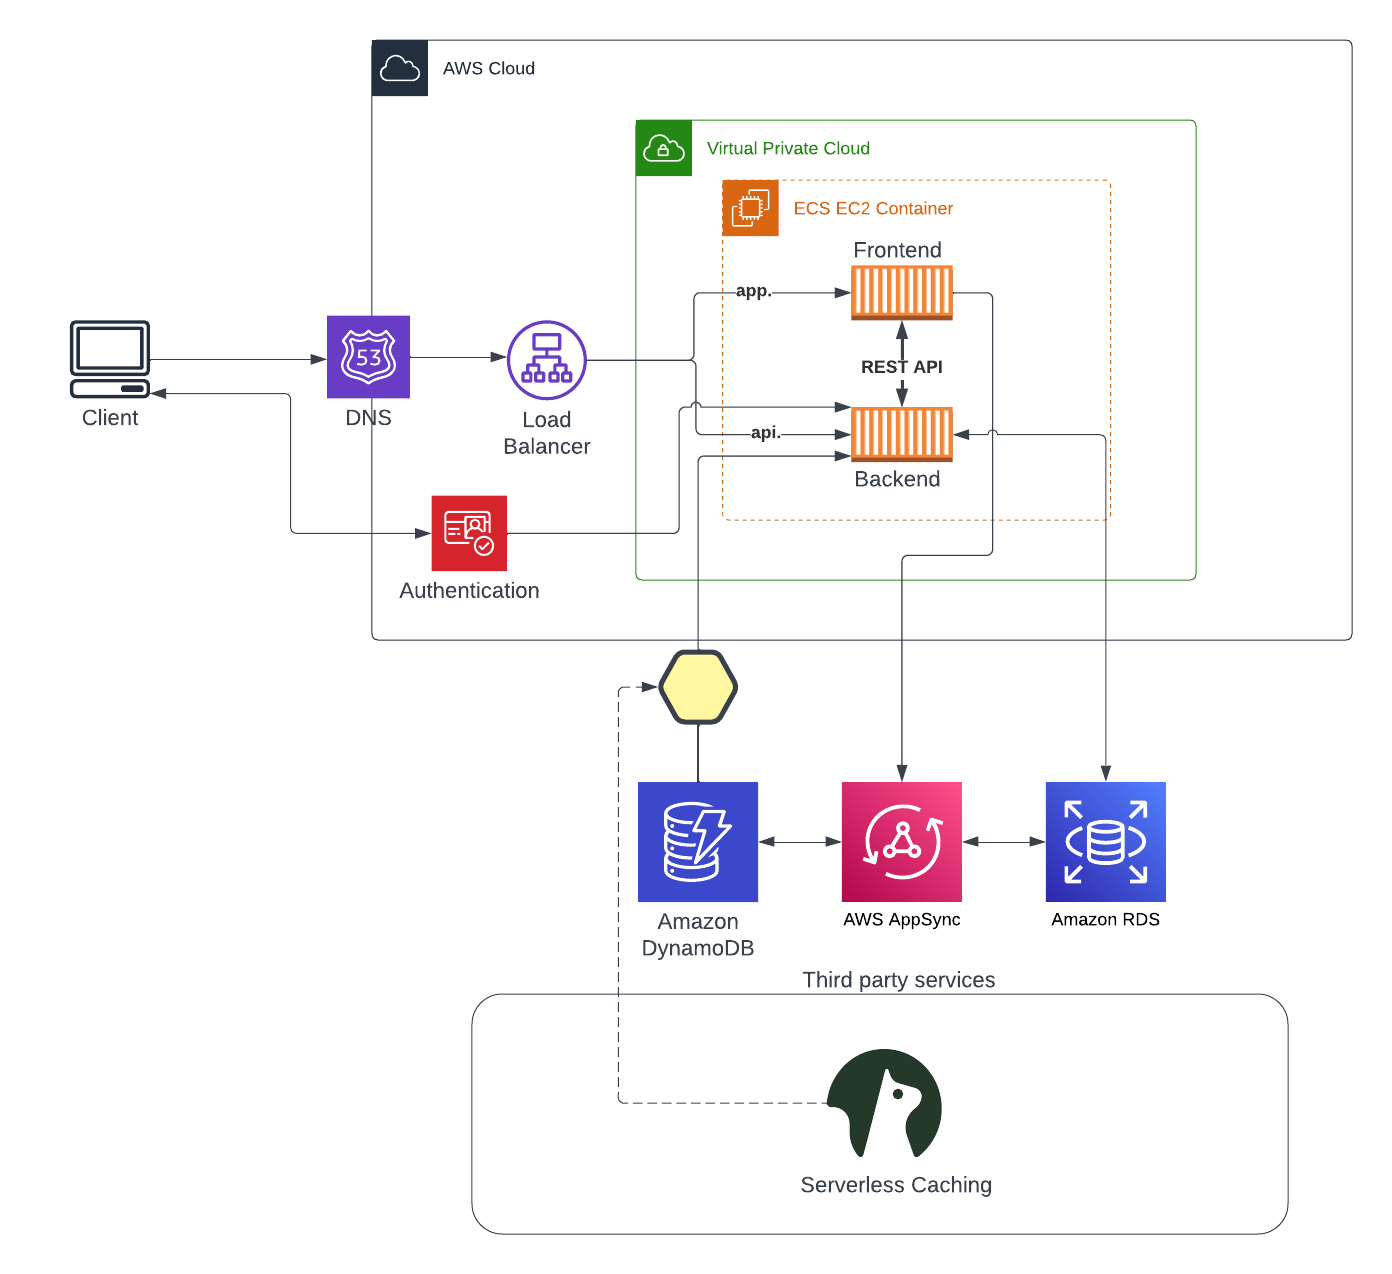 AWS Cloud
Virtual Private Cloud
ECS EC2 Container
Frontend
app.
REST API
53
Client
DNS
Load
Balancer
api.
Backend
Authentication
Amazon
DynamoDB
AWS AppSync
Amazon RDS
Third party services
Serverless Caching